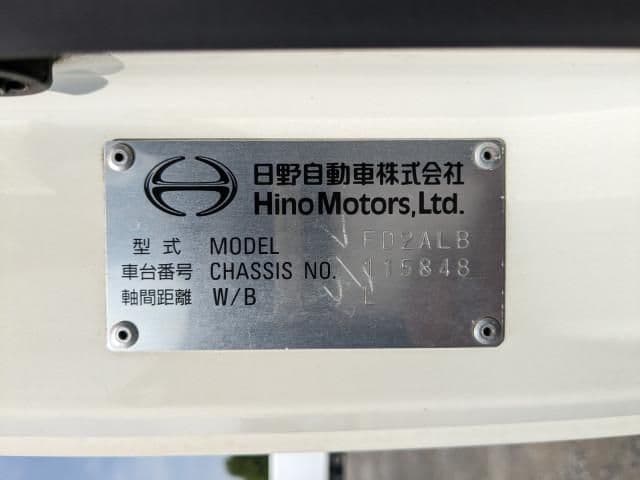 日野自動車株式会社
Hino Motors, Ltd.
型式 MODEL FD2ALB
車台番号 CHASSIS NO. 115848
軸間距離 W/B L